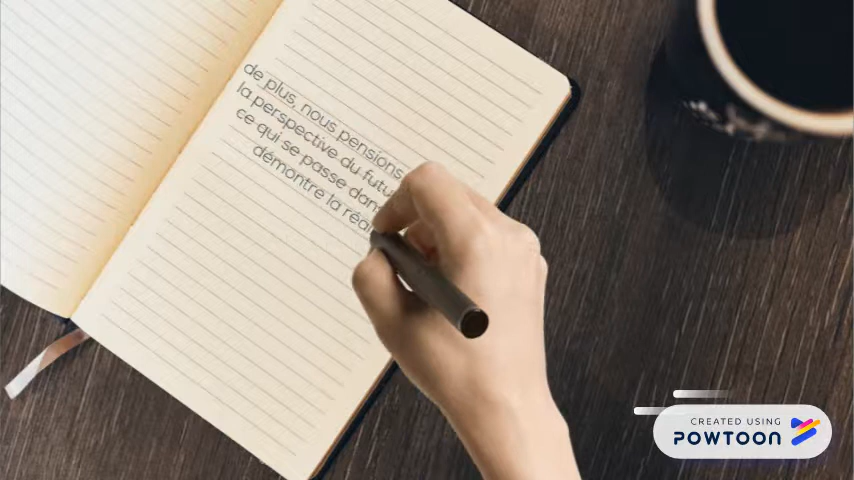 de plus, nous pensions
la perspective du
ce qui se passe
démontre la
CREATED USING
POWTOON